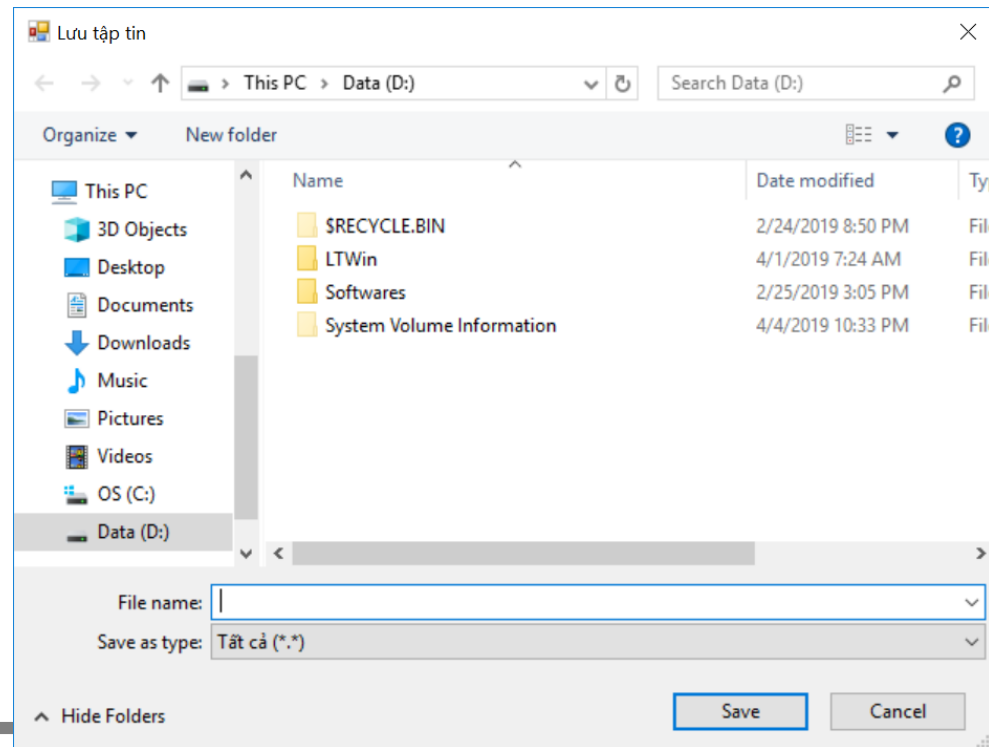 Lưu tập tin
This PC > Data (D:)
Search Data (D:)
Organize
New folder
Name
Date modified
This PC
3D Objects
Desktop
Documents
Downloads
Music
Pictures
Videos
OS (C:)
Data (D:)
$RECYCLE.BIN 2/24/2019 8:50 PM Fil
LTWin 4/1/2019 7:24 AM Fil
Softwares 2/25/2019 3:05 PM Fil
System Volume Information 4/4/2019 10:33 PM Fil
File name:
Save as type: Tất cả (*.*)
Hide Folders
Save
Cancel